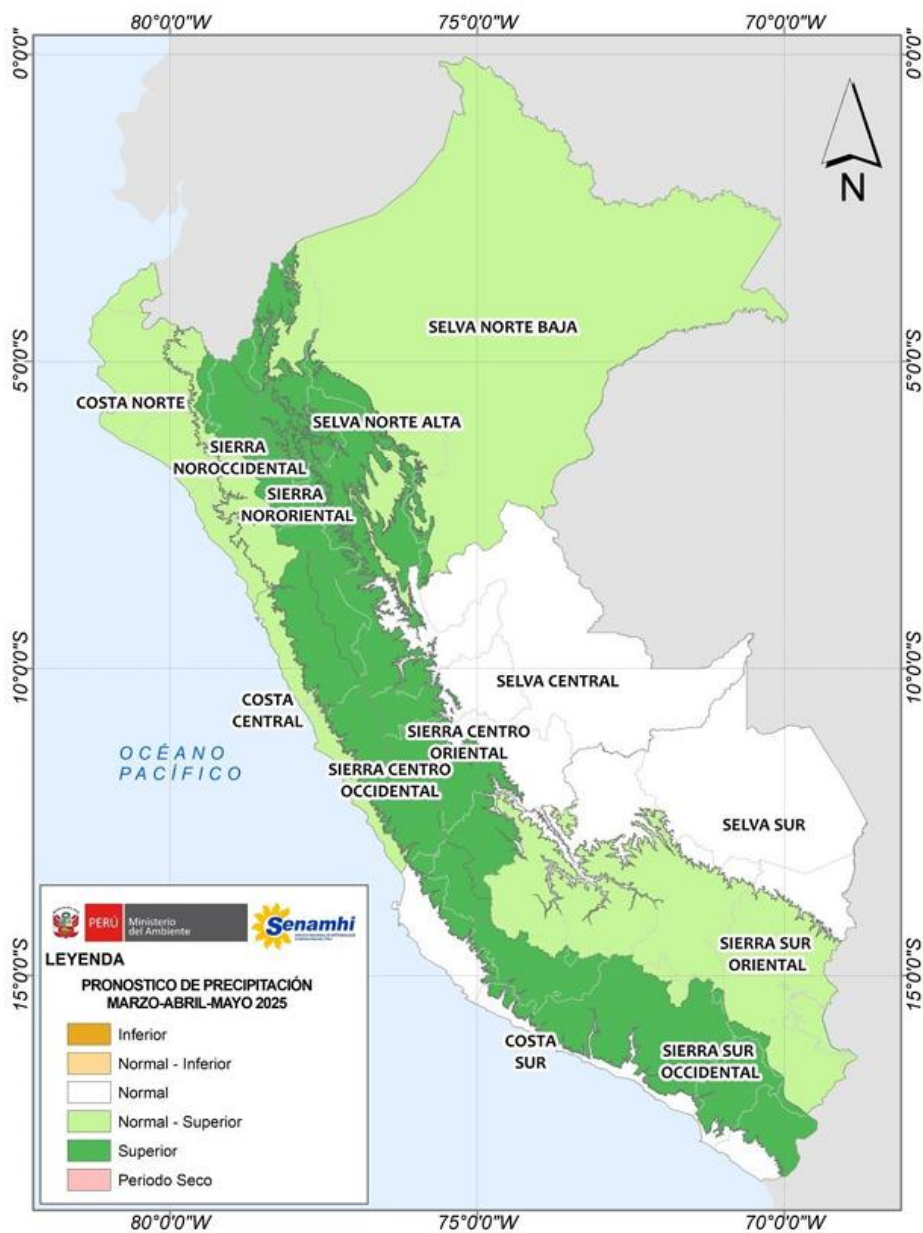 80°0'0"W 75°0'0"W 70°0'0"W
0°0'0"
0°0'0"
N
SELVA NORTE BAJA
5°0'0"S
5°0'0"S
COSTA NORTE
SELVA NORTE ALTA
SIERRA
NOROCCIDENTAL
SIERRA
NORORIENTAL
10°0'0"S
10°0'0"S
SELVA CENTRAL
COSTA
CENTRAL
SIERRA CENTRO
ORIENTAL
OCÉANO
PACÍFICO
SIERRA CENTRO
OCCIDENTAL
SELVA SUR
SIERRA SUR
ORIENTAL
15°0'0"S
15°0'0"S
COSTA
SUR
SIERRA SUR
OCCIDENTAL
PERÚ Ministerio
del Ambiente
Senamhi
LEYENDA
PRONOSTICO DE PRECIPITACIÓN
MARZO-ABRIL-MAYO 2025
Inferior
Normal - Inferior
Normal
Normal - Superior
Superior
Periodo Seco
80°0'0"W 75°0'0"W 70°0'0"W